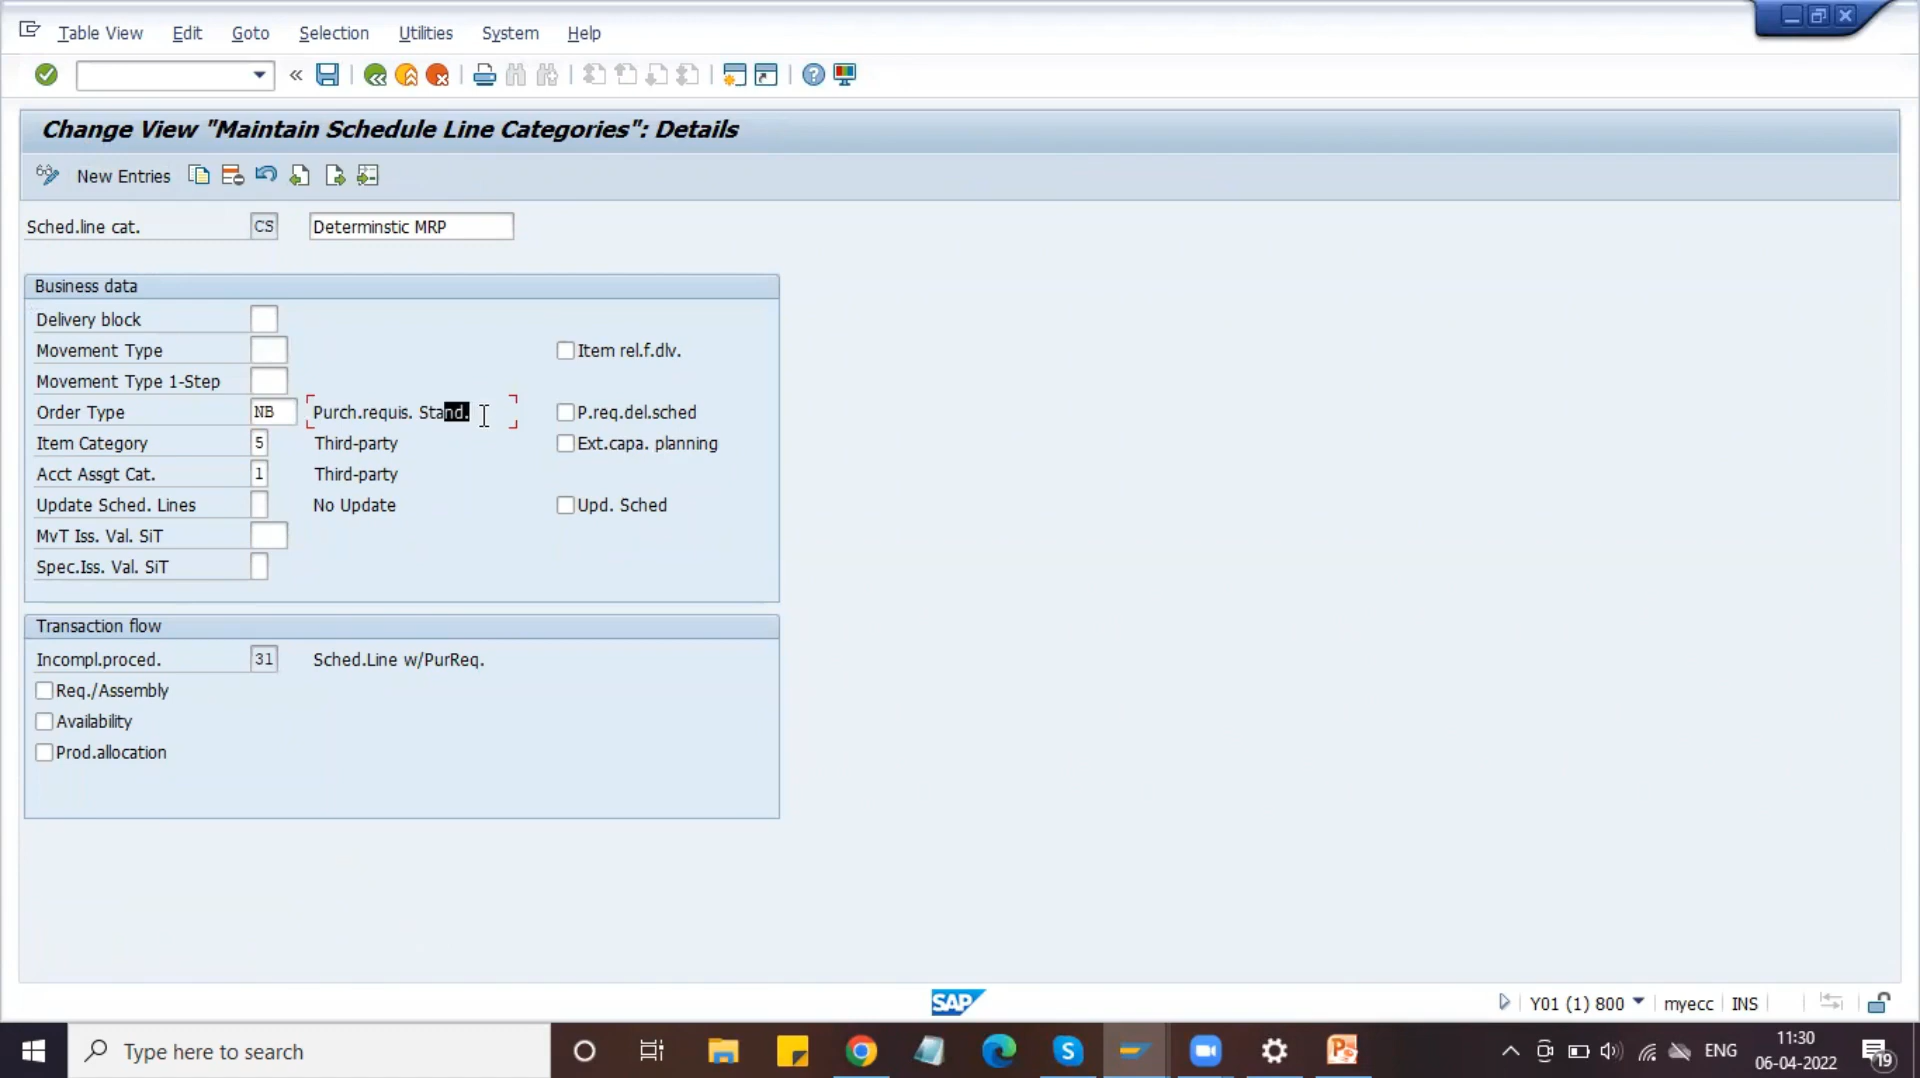 Table View Edit Goto Selection Utilities System Help
Change View "Maintain Schedule Line Categories": Details
New Entries
Sched.line cat. CS Determinstic MRP
Business data
Delivery block
Movement Type Item rel.f.dlv.
Movement Type 1-Step
Order Type NB Purch.requis. Stand. P.req.del.sched
Item Category 5 Third-party Ext.capa. planning
Acct Assgt Cat. 1 Third-party
Update Sched. Lines No Update Upd. Sched
MvT Iss. Val. SiT
Spec.Iss. Val. SiT
Transaction flow
Incompl.proced. 31 Sched.Line w/PurReq.
Req./Assembly
Availability
Prod.allocation
SAP Y01 (1) 800 myecc INS
Type here to search ENG 11:30
06-04-2022 19